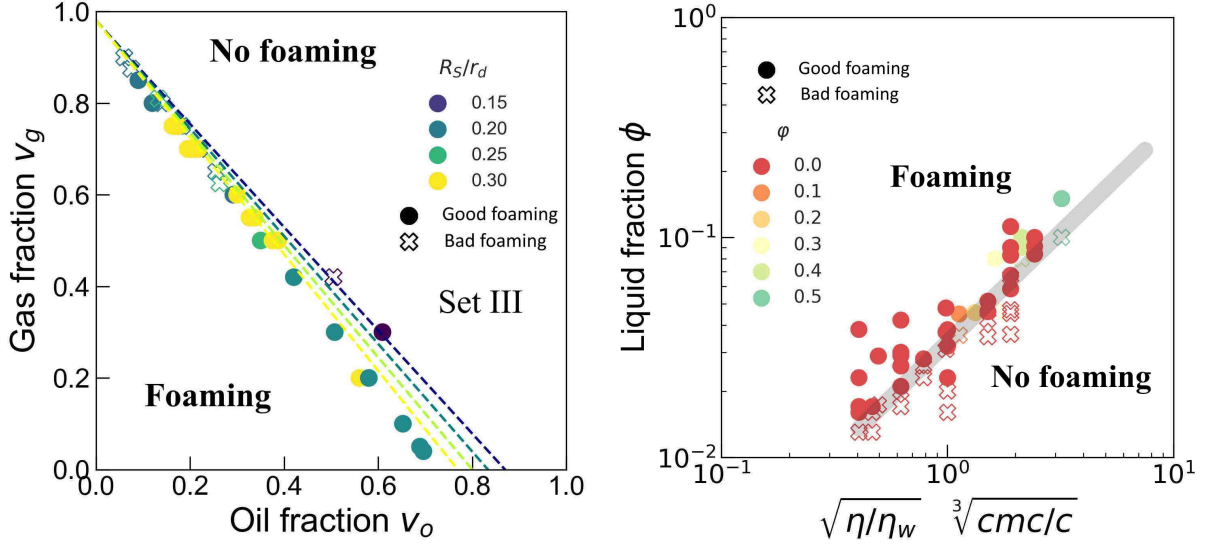 1.0
0.8
0.6
0.4
0.2
0.0
0.0
0.2
0.4
0.6
0.8
1.0
Gas fraction v_g
Oil fraction v_o
No foaming
R_S/r_d
0.15
0.20
0.25
0.30
Good foaming
Bad foaming
Set III
Foaming
10^0
10^{-1}
10^{-2}
10^{-1}
10^0
10^1
Liquid fraction ϕ
Good foaming
Bad foaming
φ
0.0
0.1
0.2
0.3
0.4
0.5
Foaming
No foaming
√η/η_w ∛cmc/c